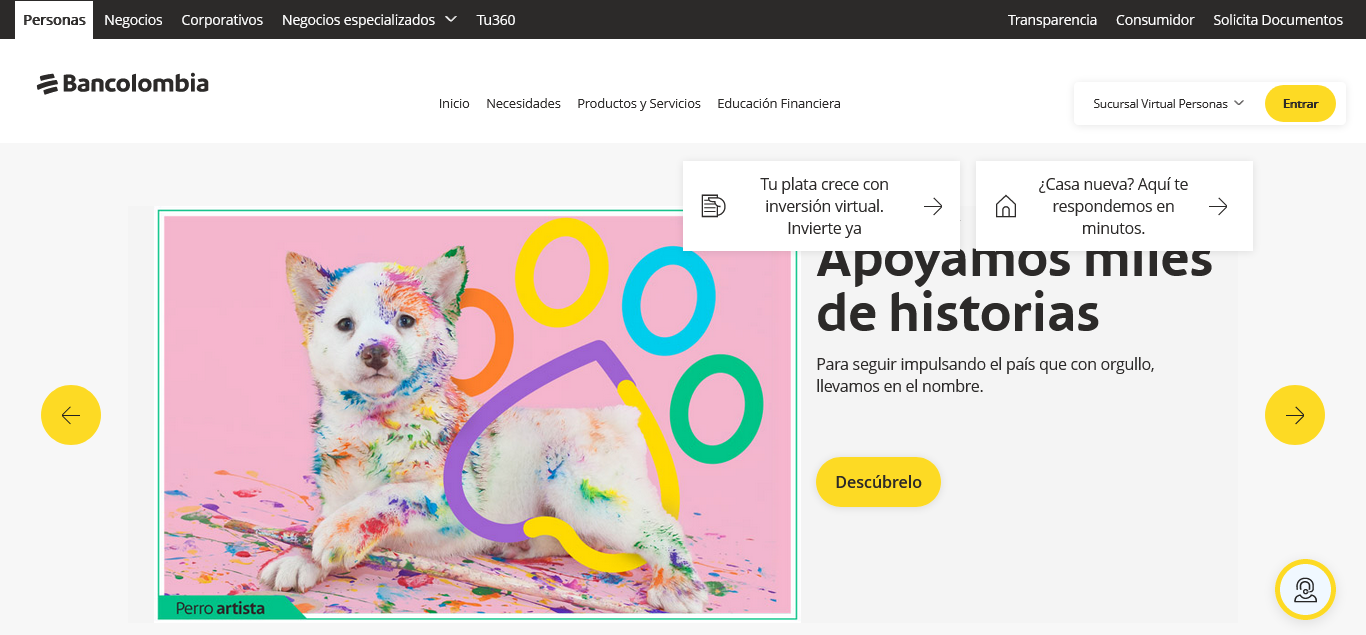 Personas Negocios Corporativos Negocios especializados Tu360 Transparencia Consumidor Solicita Documentos
Bancolombia
Inicio Necesidades Productos y Servicios Educación Financiera
Sucursal Virtual Personas Entrar
Tu plata crece con
inversión virtual.
Invierte ya
¿Casa nueva? Aquí te
respondemos en
minutos.
Apoyamos miles
de historias
Para seguir impulsando el país que con orgullo,
llevamos en el nombre.
Descúbrelo
Perro artista